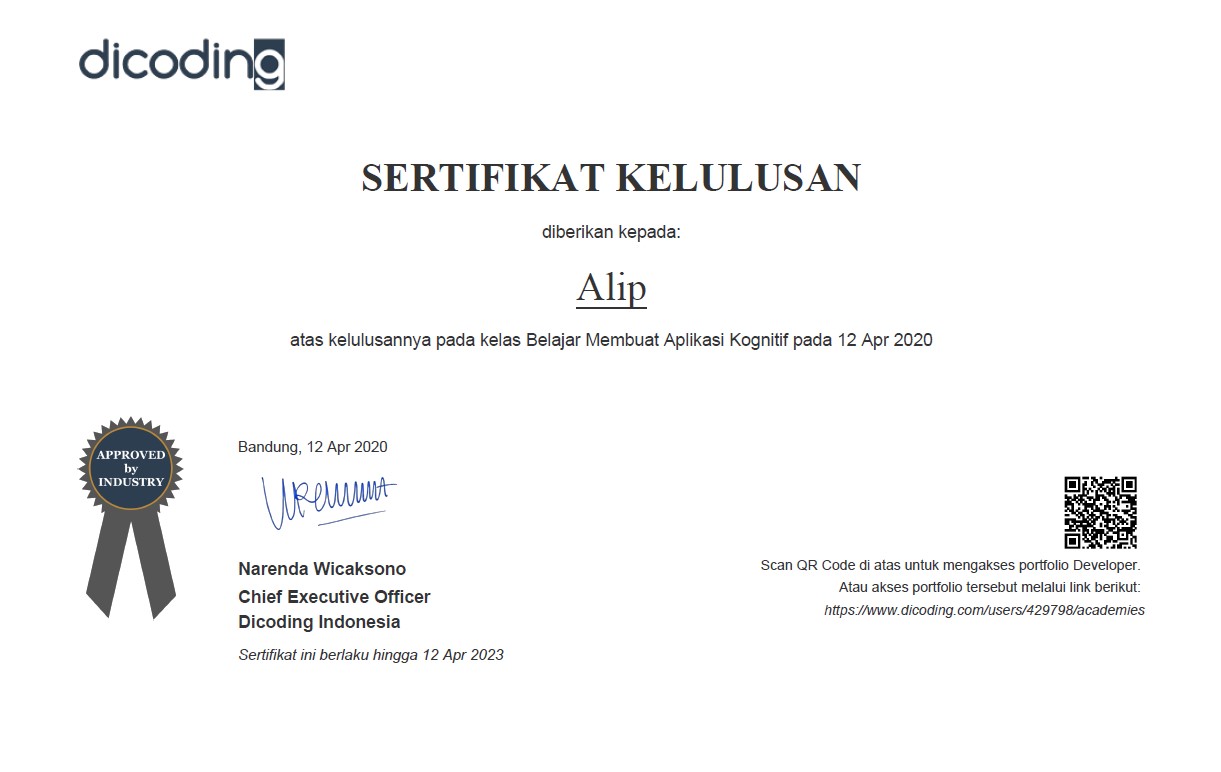 dicoding
SERTIFIKAT KELULUSAN
diberikan kepada:
Alip
atas kelulusannya pada kelas Belajar Membuat Aplikasi Kognitif pada 12 Apr 2020
APPROVED
by
INDUSTRY
Bandung, 12 Apr 2020
Narenda Wicaksono
Chief Executive Officer
Dicoding Indonesia
Sertifikat ini berlaku hingga 12 Apr 2023
Scan QR Code di atas untuk mengakses portfolio Developer.
Atau akses portfolio tersebut melalui link berikut:
https://www.dicoding.com/users/429798/academies